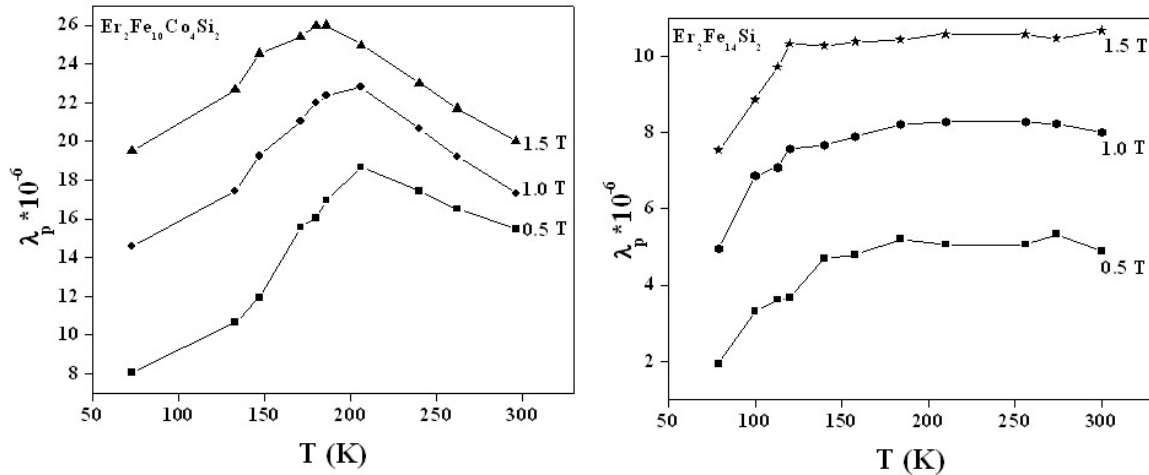 Er₂Fe₁₀Co₄Si₂
26
24
22
20
18
16
14
12
10
8
λₚ*10⁻⁶
1.5 T
1.0 T
0.5 T
50 100 150 200 250 300
T (K)
Er₂Fe₁₄Si₂
10
8
6
4
2
λₚ*10⁻⁶
1.5 T
1.0 T
0.5 T
50 100 150 200 250 300
T (K)